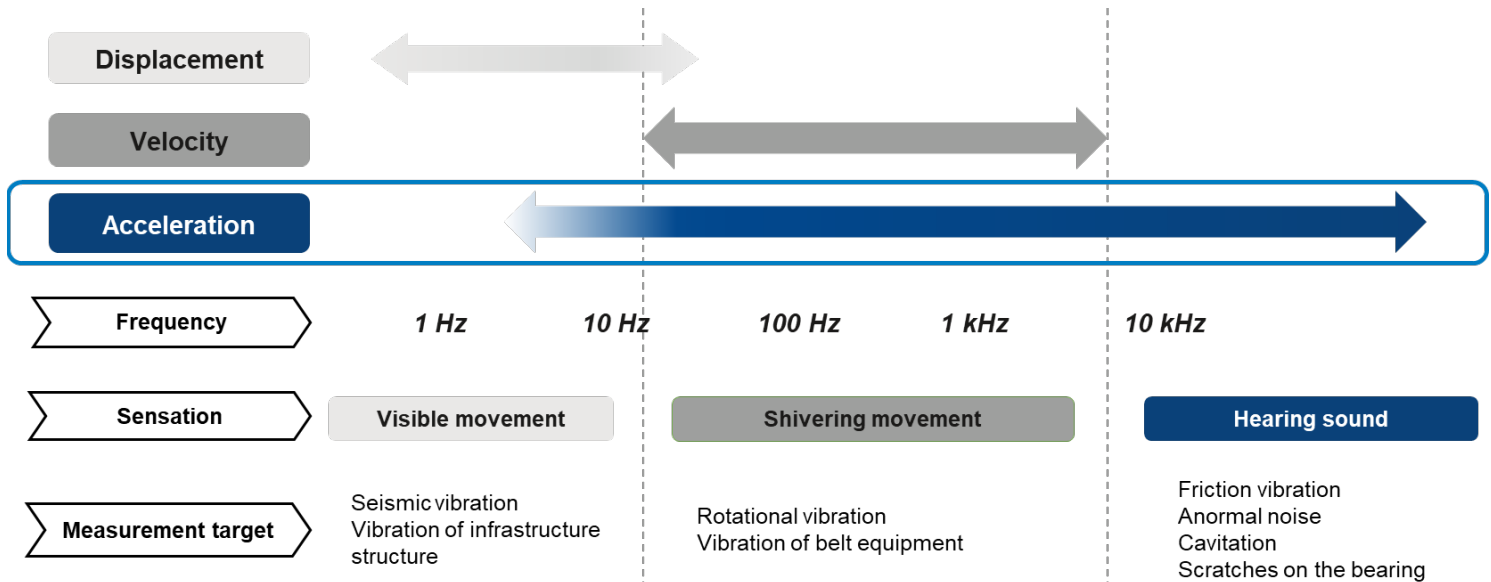 Displacement
Velocity
Acceleration
Frequency
1 Hz
10 Hz
100 Hz
1 kHz
10 kHz
Sensation
Visible movement
Shivering movement
Hearing sound
Measurement target
Seismic vibration
Vibration of infrastructure
structure
Rotational vibration
Vibration of belt equipment
Friction vibration
Anormal noise
Cavitation
Scratches on the bearing